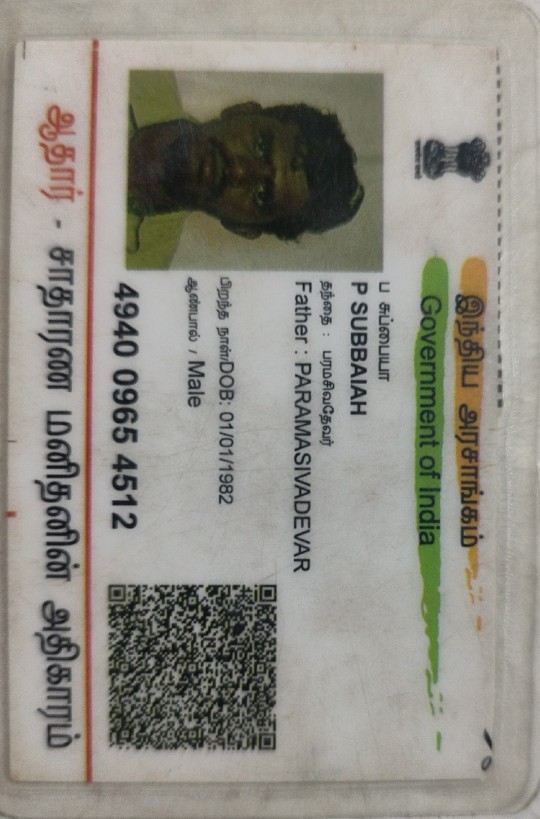 இந்திய அரசாங்கம்
Government of India
ப சுப்பையா
P SUBBAIAH
தந்தை : பரமசிவதேவர்
Father : PARAMASIVADEVAR
பிறந்த நாள்/DOB: 01/01/1982
ஆண்பால் / Male
4940 0965 4512
ஆதார் - சாதாரண மனிதனின் அதிகாரம்